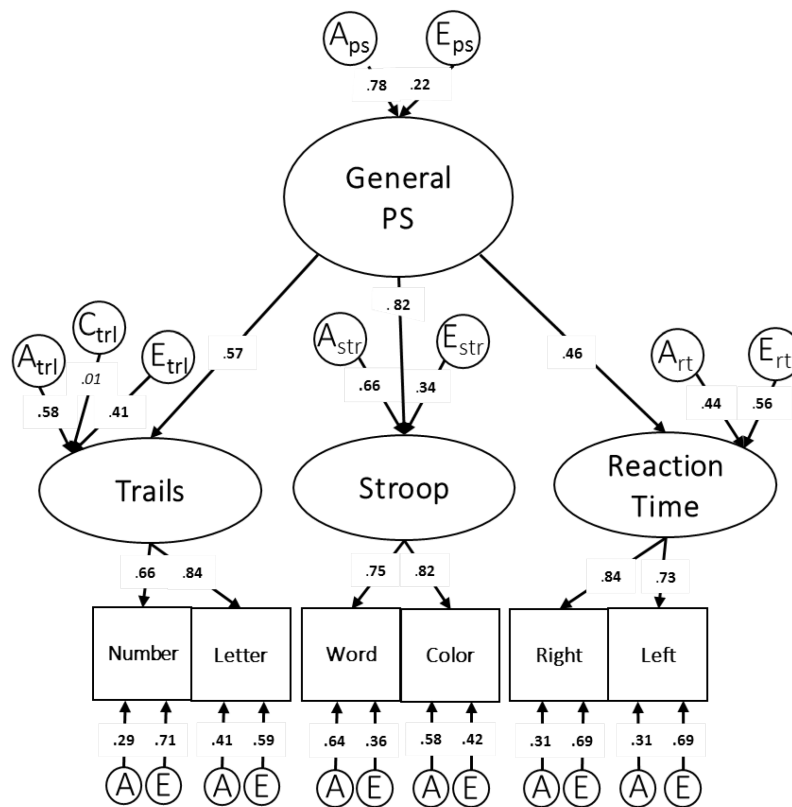 Aps Eps
.78 .22
General
PS
.82
.57 .46
Atrl Ctrl Etrl Astr Estr Art Ert
.58 .01 .41 .66 .34 .44 .56
Trails Stroop Reaction
Time
.66 .84 .75 .82 .84 .73
Number Letter Word Color Right Left
.29 .71 .41 .59 .64 .36 .58 .42 .31 .69 .31 .69
A E A E A E A E A E A E